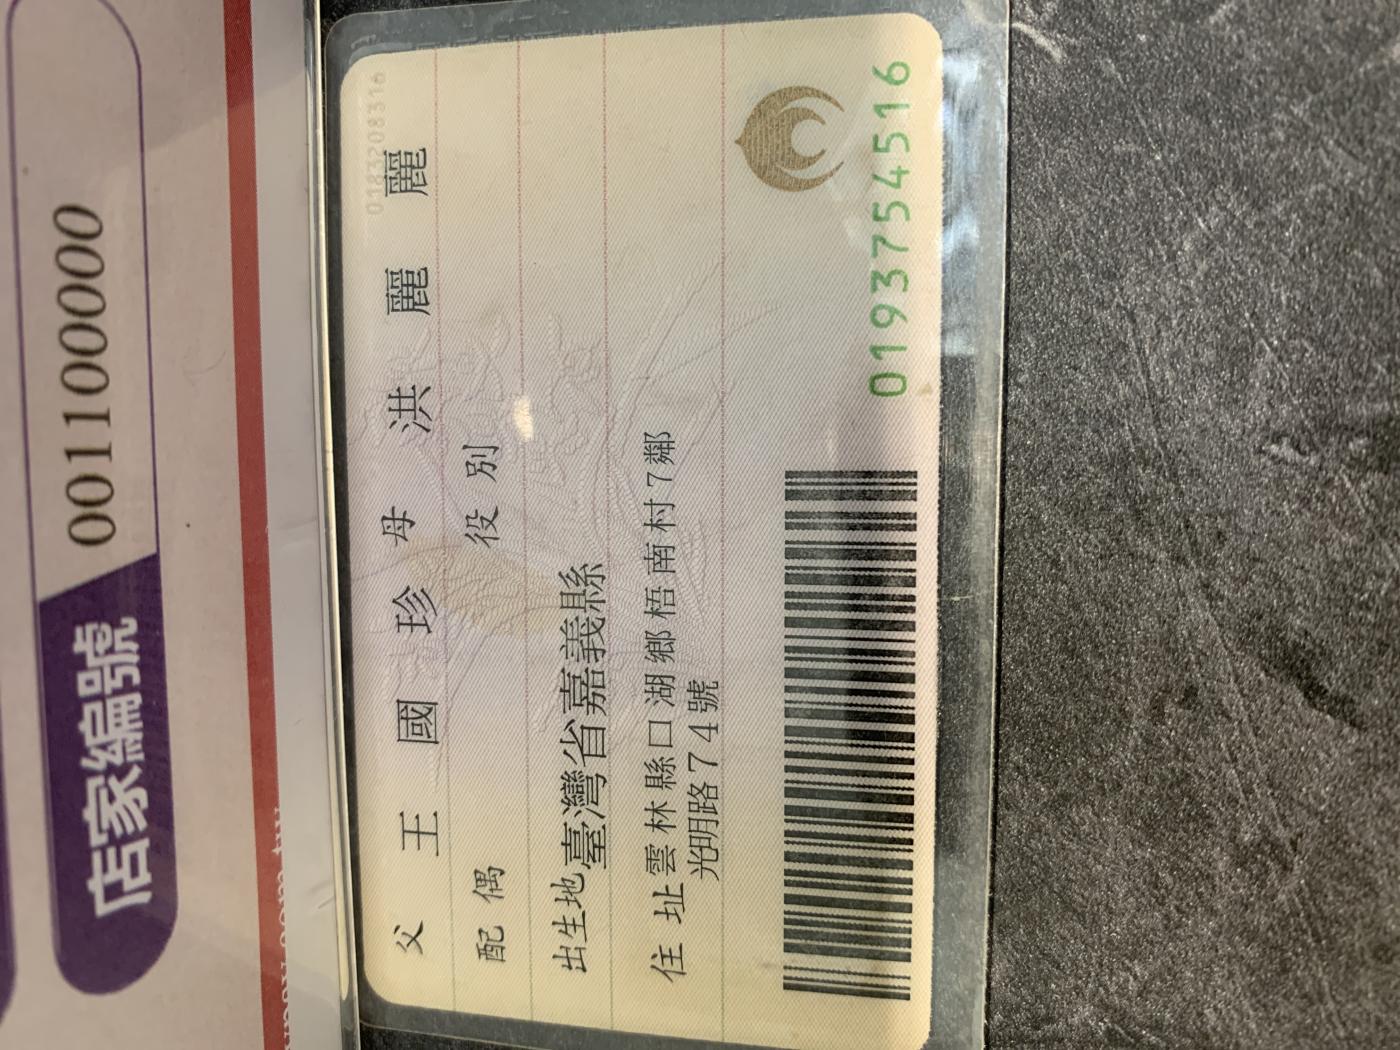 店家編號 001100000
0183208316
父 王國珍 母 洪麗麗
配偶 役別
出生地 臺灣省嘉義縣
住址 雲林縣口湖鄉梧南村7鄰
光明路74號
0193754516